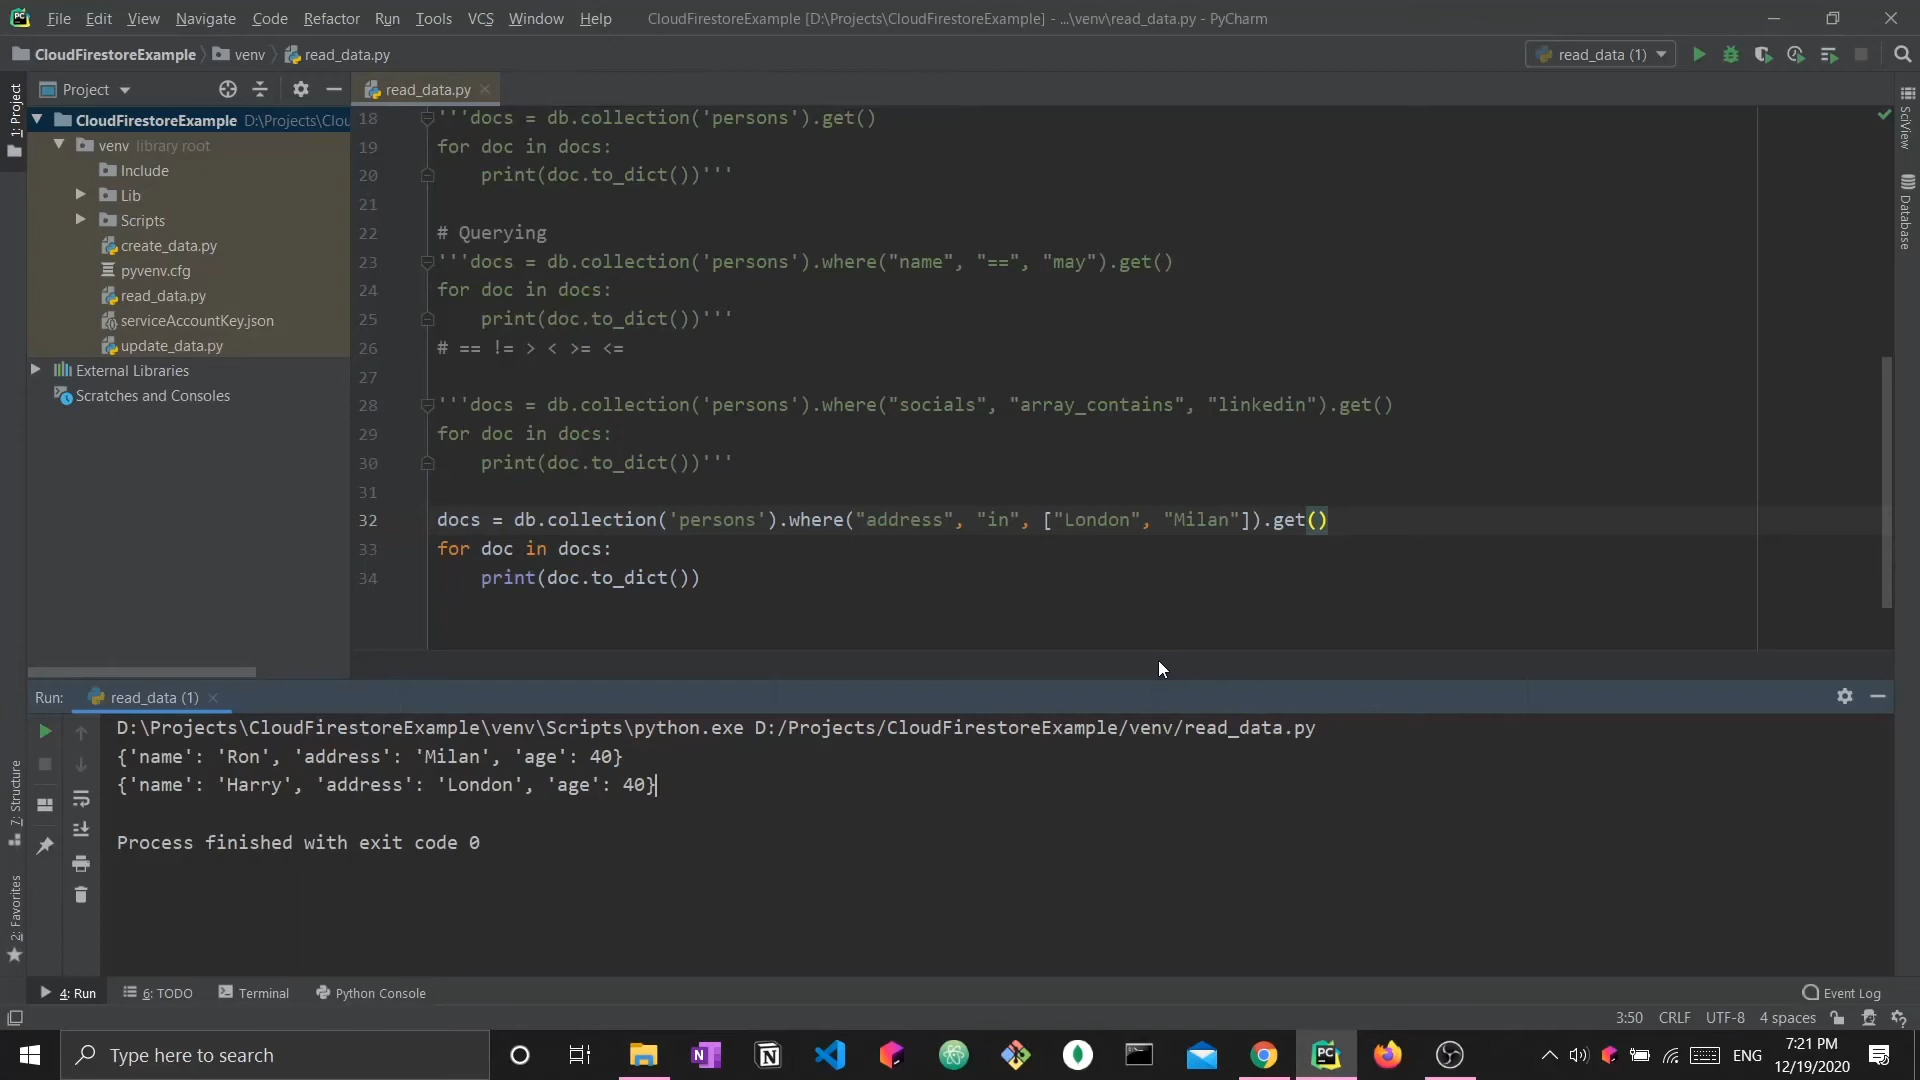 File Edit View Navigate Code Refactor Run Tools VCS Window Help CloudFirestoreExample [D:\Projects\CloudFirestoreExample] - ...\venv\read_data.py - PyCharm
CloudFirestoreExample venv read_data.py read_data (1)
1: Project
Project
read_data.py
CloudFirestoreExample D:\Projects\Clou
venv library root
Include
Lib
Scripts
create_data.py
pyvenv.cfg
read_data.py
serviceAccountKey.json
update_data.py
External Libraries
Scratches and Consoles
18 '''docs = db.collection('persons').get()
19 for doc in docs:
20     print(doc.to_dict())'''
21
22 # Querying
23 '''docs = db.collection('persons').where("name", "==", "may").get()
24 for doc in docs:
25     print(doc.to_dict())'''
26 # == != > < >= <=
27
28 '''docs = db.collection('persons').where("socials", "array_contains", "linkedin").get()
29 for doc in docs:
30     print(doc.to_dict())'''
31
32 docs = db.collection('persons').where("address", "in", ["London", "Milan"]).get()
33 for doc in docs:
34     print(doc.to_dict())
SciView
Database
Run: read_data (1)
D:\Projects\CloudFirestoreExample\venv\Scripts\python.exe D:/Projects/CloudFirestoreExample/venv/read_data.py
{'name': 'Ron', 'address': 'Milan', 'age': 40}
{'name': 'Harry', 'address': 'London', 'age': 40}
Process finished with exit code 0
7: Structure
2: Favorites
4: Run 6: TODO Terminal Python Console Event Log
3:50 CRLF UTF-8 4 spaces
Type here to search ENG 7:21 PM
12/19/2020